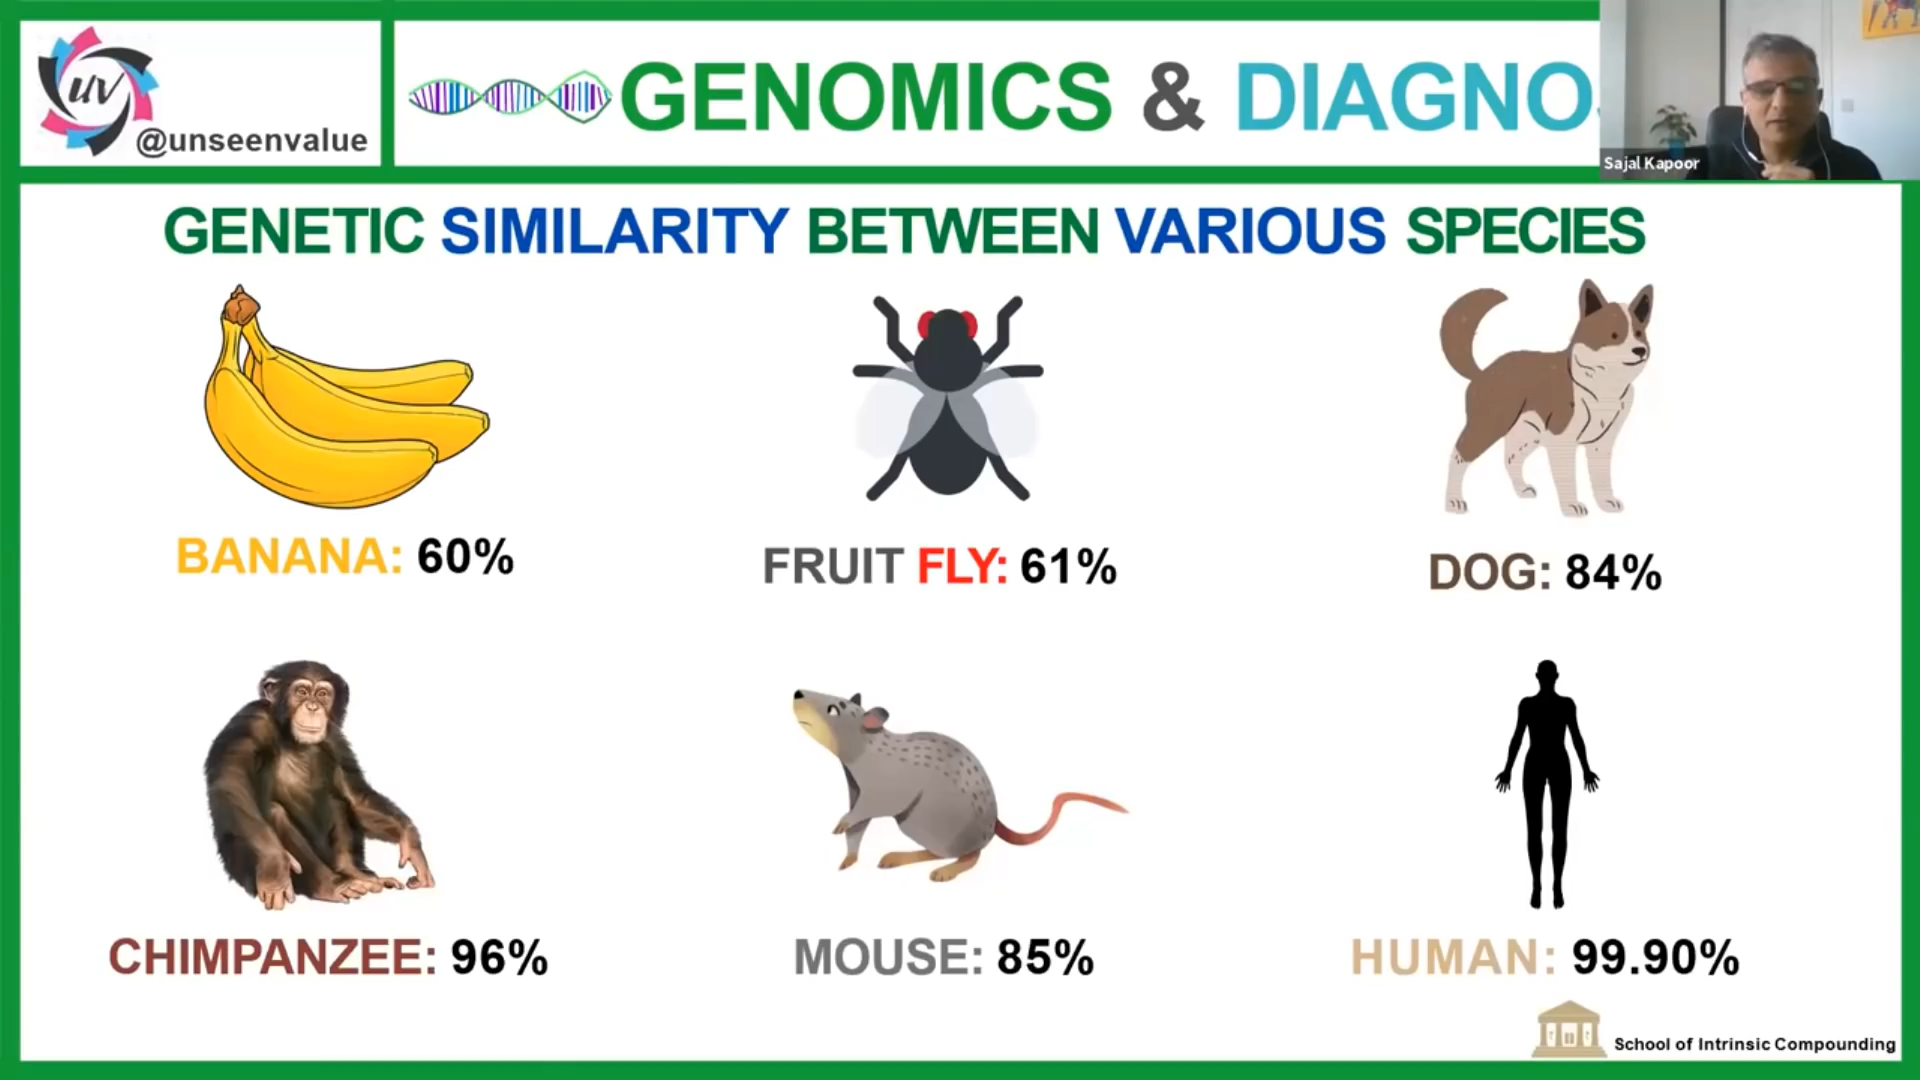 uv
@unseenvalue
GENOMICS & DIAGNO
Sajal Kapoor
GENETIC SIMILARITY BETWEEN VARIOUS SPECIES
BANANA: 60%
FRUIT FLY: 61%
DOG: 84%
CHIMPANZEE: 96%
MOUSE: 85%
HUMAN: 99.90%
School of Intrinsic Compounding